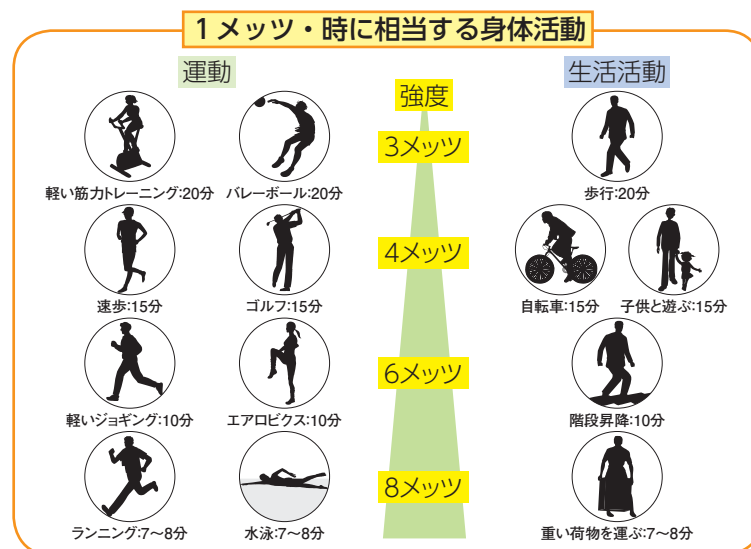 1メッツ・時に相当する身体活動
運動
強度
生活活動
3メッツ
軽い筋力トレーニング:20分
バレーボール:20分
歩行:20分
4メッツ
速歩:15分
ゴルフ:15分
自転車:15分
子供と遊ぶ:15分
6メッツ
軽いジョギング:10分
エアロビクス:10分
階段昇降:10分
8メッツ
ランニング:7〜8分
水泳:7〜8分
重い荷物を運ぶ:7〜8分